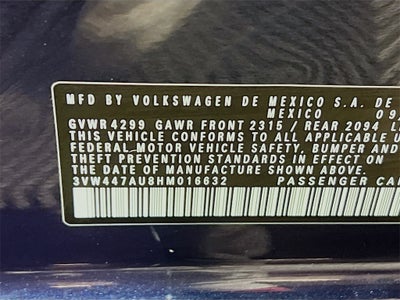 MFD BY VOLKSWAGEN DE MEXICO S.A. DE
MEXICO 09
GVWR 4299 GAWR FRONT 2315 / REAR 2094
THIS VEHICLE CONFORMS TO ALL APPLICABLE
FEDERAL MOTOR VEHICLE SAFETY, BUMPER AND
THEFT PREVENTION STANDARDS IN EFFECT ON
THE DATE OF MANUFACTURE SHOWN ABOVE
3VW447AU8HM016632 PASSENGER CA